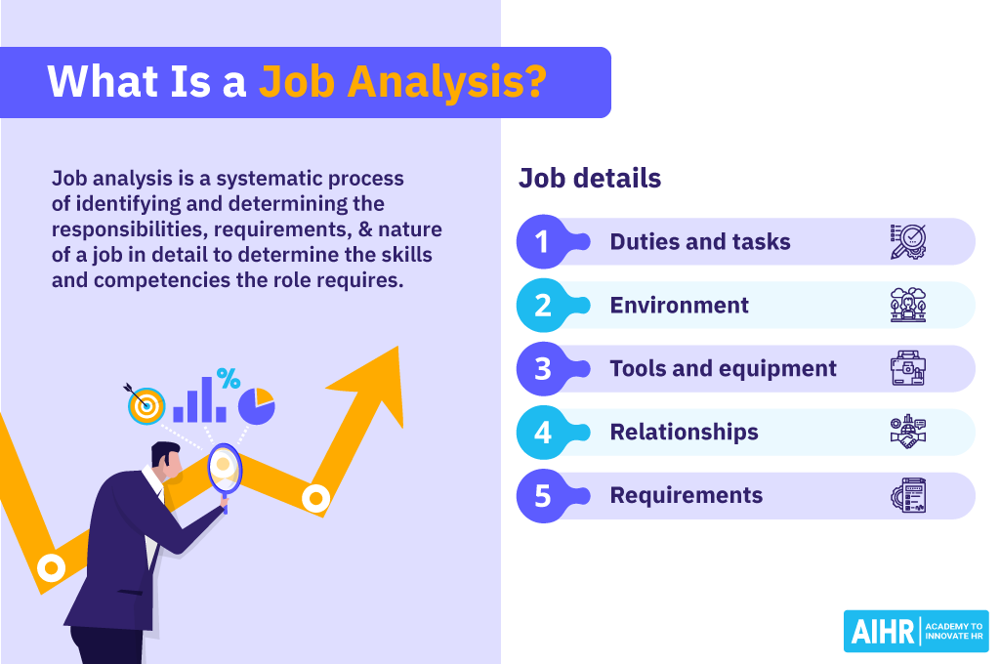 What Is a Job Analysis?
Job analysis is a systematic process
of identifying and determining the
responsibilities, requirements, & nature
of a job in detail to determine the skills
and competencies the role requires.
%
Job details
1 Duties and tasks
2 Environment
3 Tools and equipment
4 Relationships
5 Requirements
AIHR
ACADEMY TO
INNOVATE HR